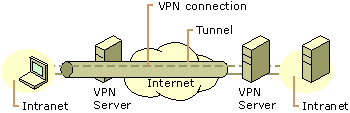 VPN connection
Tunnel
Internet
VPN
Server
VPN
Server
Intranet
Intranet